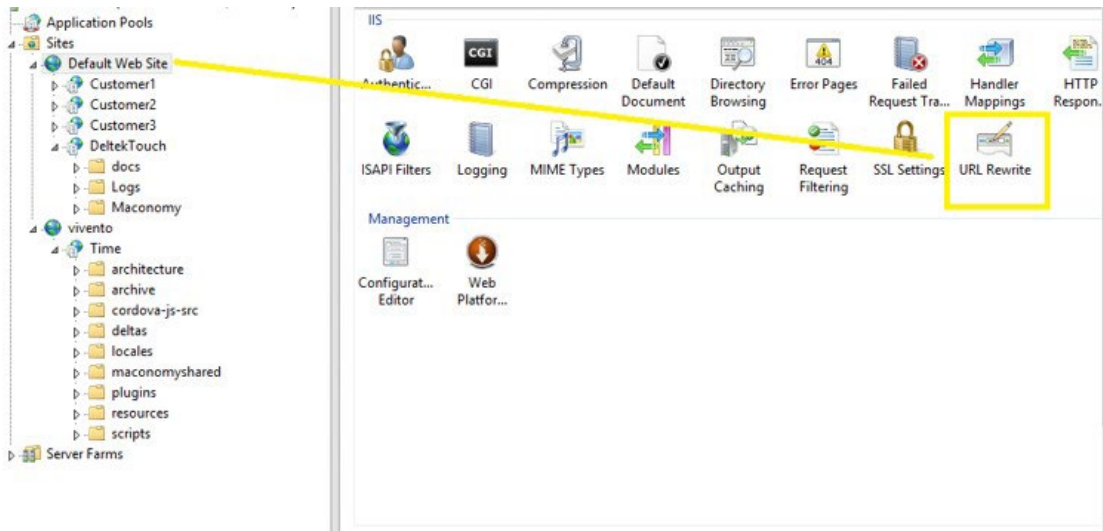 Application Pools
Sites
Default Web Site
Customer1
Customer2
Customer3
DeltekTouch
docs
Logs
Maconomy
vivento
Time
architecture
archive
cordova-js-src
deltas
locales
maconomyshared
plugins
resources
scripts
Server Farms
IIS
CGI
404
Authentic...
CGI
Compression
Default
Document
Directory
Browsing
Error Pages
Failed
Request Tra...
Handler
Mappings
HTTP
Respon.
ISAPI Filters
Logging
MIME Types
Modules
Output
Caching
Request
Filtering
SSL Settings
URL Rewrite
Management
Configurat...
Editor
Web
Platfor...